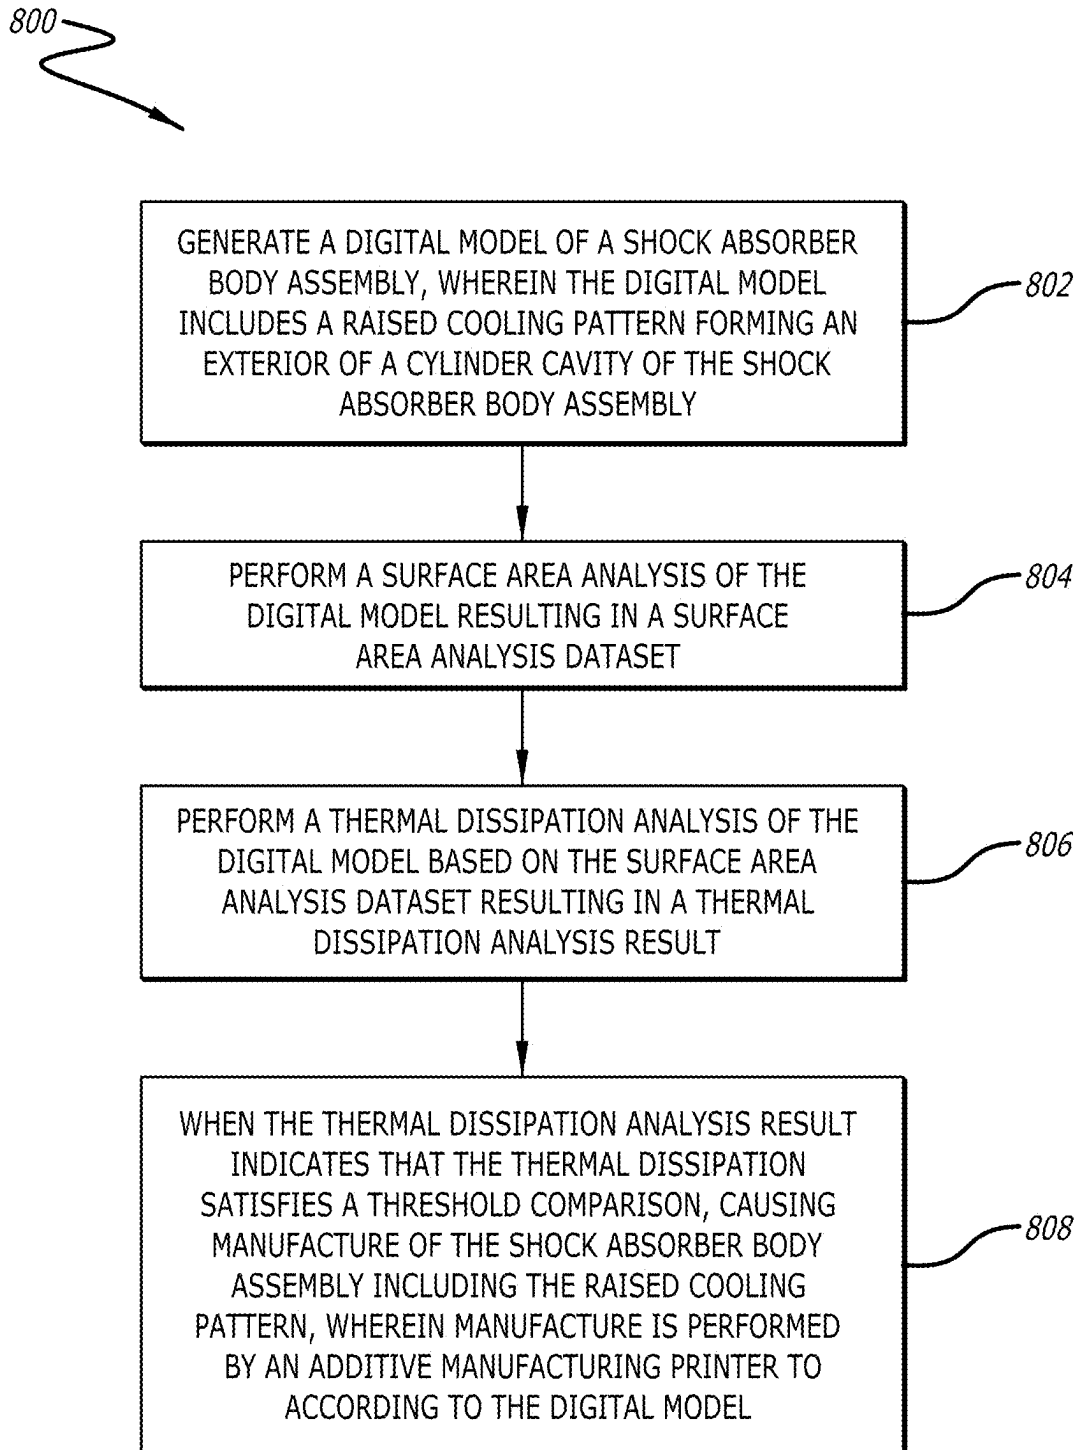 800
GENERATE A DIGITAL MODEL OF A SHOCK ABSORBER
BODY ASSEMBLY, WHEREIN THE DIGITAL MODEL
INCLUDES A RAISED COOLING PATTERN FORMING AN
EXTERIOR OF A CYLINDER CAVITY OF THE SHOCK
ABSORBER BODY ASSEMBLY
802
PERFORM A SURFACE AREA ANALYSIS OF THE
DIGITAL MODEL RESULTING IN A SURFACE
AREA ANALYSIS DATASET
804
PERFORM A THERMAL DISSIPATION ANALYSIS OF THE
DIGITAL MODEL BASED ON THE SURFACE AREA
ANALYSIS DATASET RESULTING IN A THERMAL
DISSIPATION ANALYSIS RESULT
806
WHEN THE THERMAL DISSIPATION ANALYSIS RESULT
INDICATES THAT THE THERMAL DISSIPATION
SATISFIES A THRESHOLD COMPARISON, CAUSING
MANUFACTURE OF THE SHOCK ABSORBER BODY
ASSEMBLY INCLUDING THE RAISED COOLING
PATTERN, WHEREIN MANUFACTURE IS PERFORMED
BY AN ADDITIVE MANUFACTURING PRINTER TO
ACCORDING TO THE DIGITAL MODEL
808